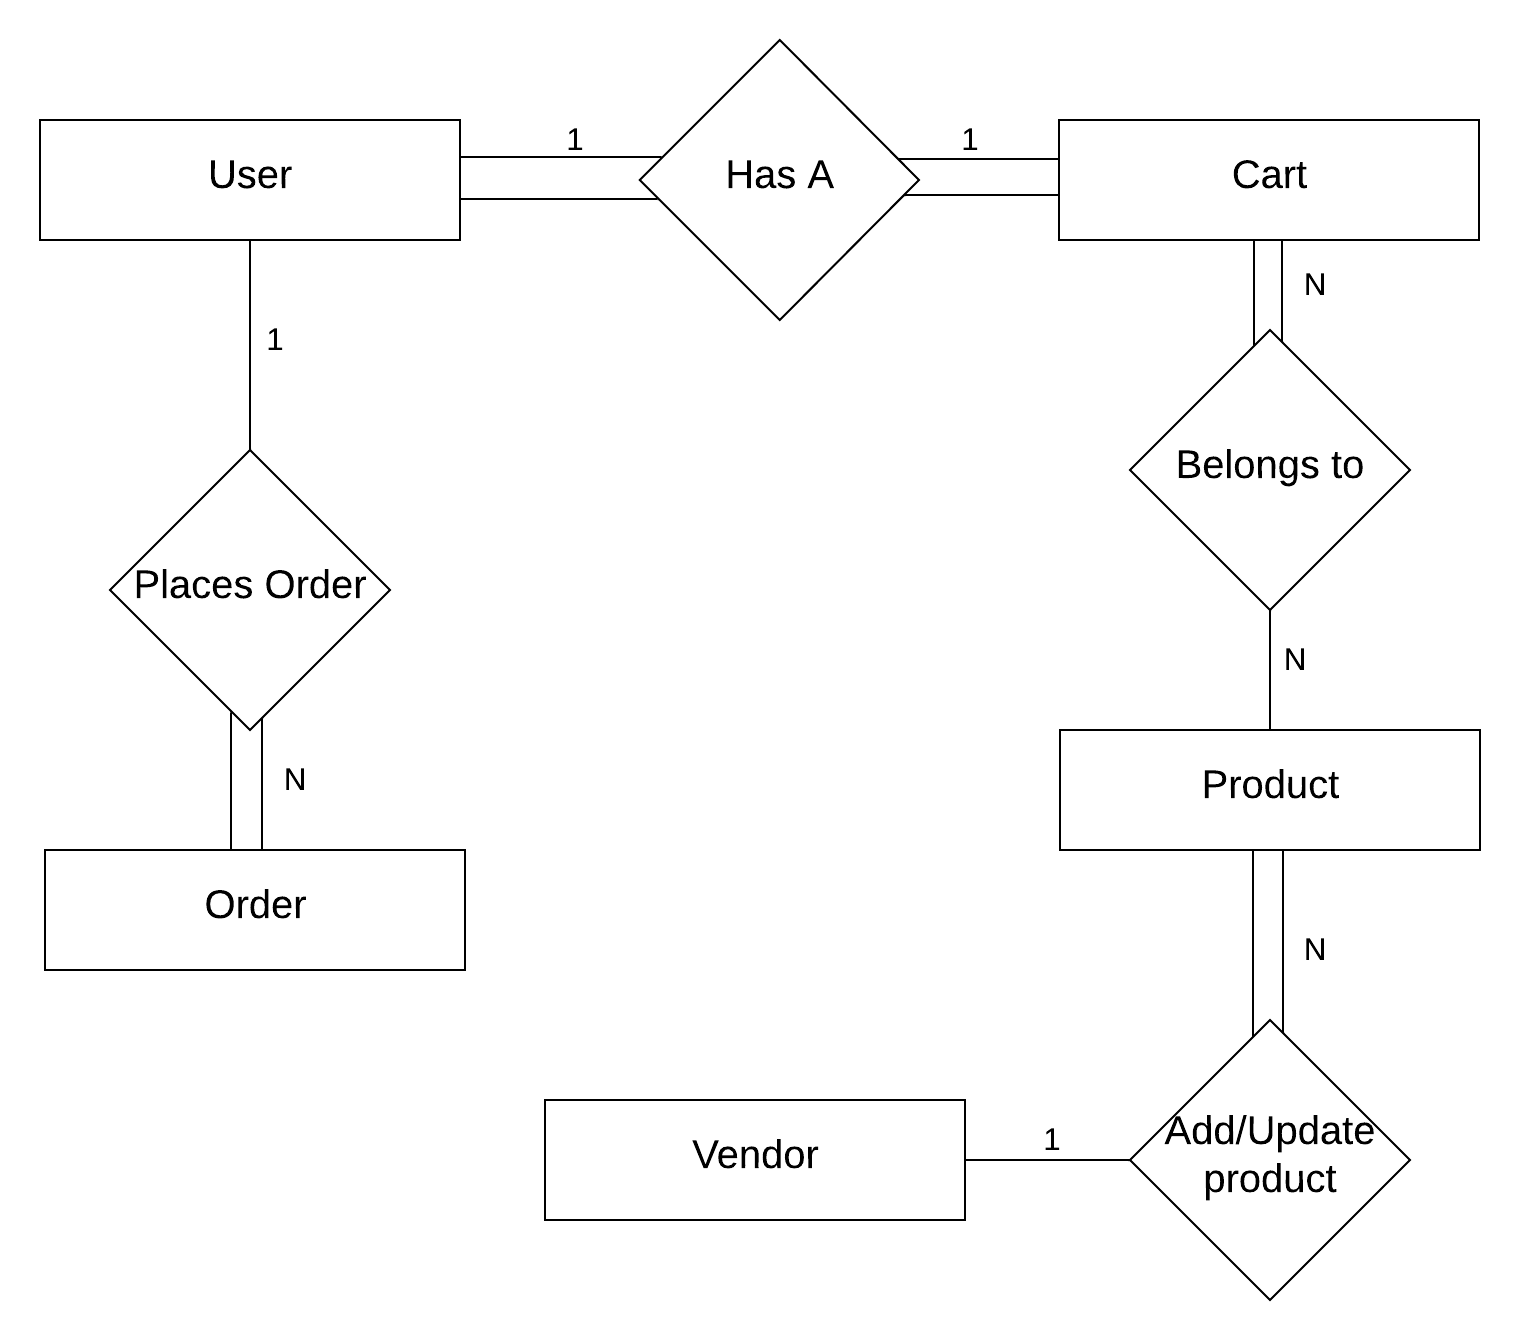 User
1
Has A
1
Cart
N
1
Belongs to
Places Order
N
N
Product
Order
N
Vendor
1
Add/Update
product